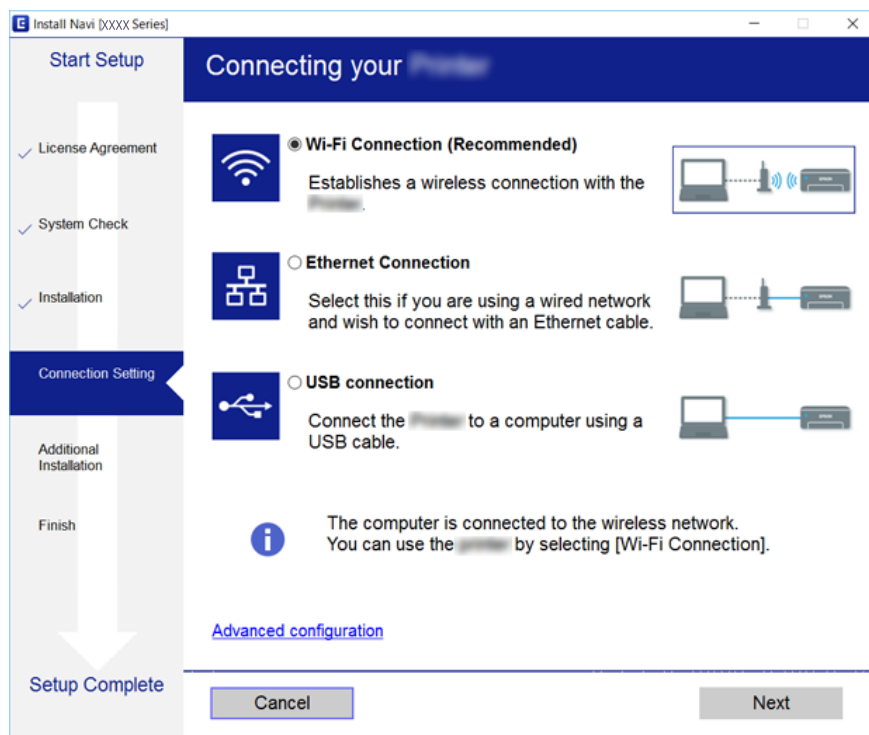 Install Navi [XXXX Series]
Start Setup
License Agreement
System Check
Installation
Connection Setting
Additional
Installation
Finish
Setup Complete
Connecting your
Wi-Fi Connection (Recommended)
Establishes a wireless connection with the
.
Ethernet Connection
Select this if you are using a wired network
and wish to connect with an Ethernet cable.
USB connection
Connect the to a computer using a
USB cable.
The computer is connected to the wireless network.
You can use the by selecting [Wi-Fi Connection].
Advanced configuration
Cancel
Next